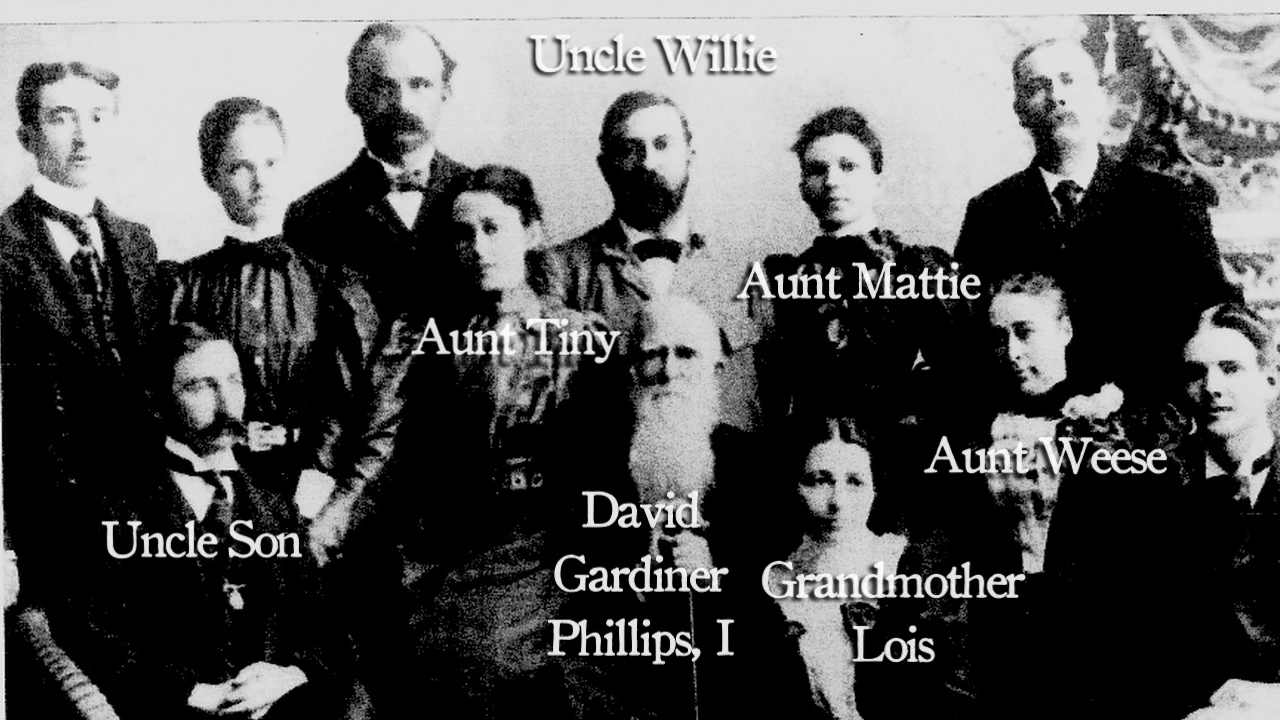 Uncle Willie
Aunt Mattie
Aunt Tiny
Aunt Weese
Uncle Son
David
Gardiner
Phillips, I
Grandmother
Lois